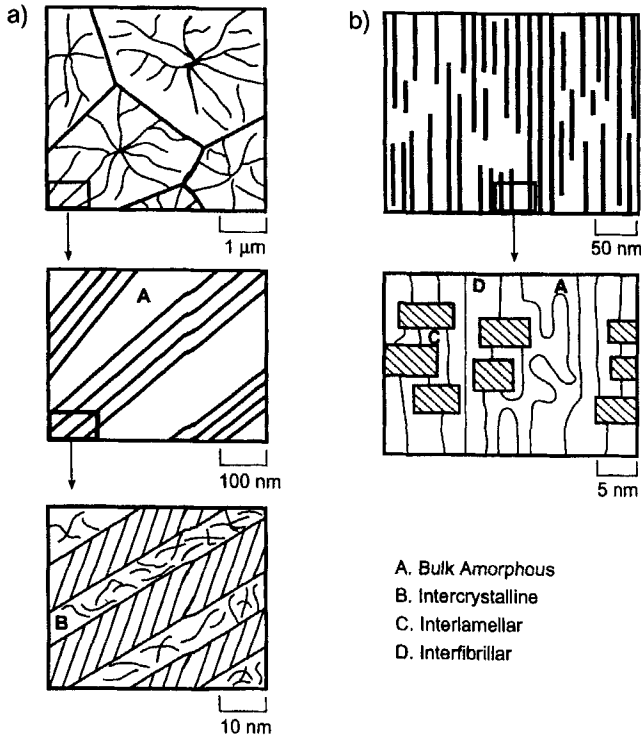 a)
1 µm
A
100 nm
B
10 nm
b)
50 nm
D
A
C
5 nm
A. Bulk Amorphous
B. Intercrystalline
C. Interlamellar
D. Interfibrillar